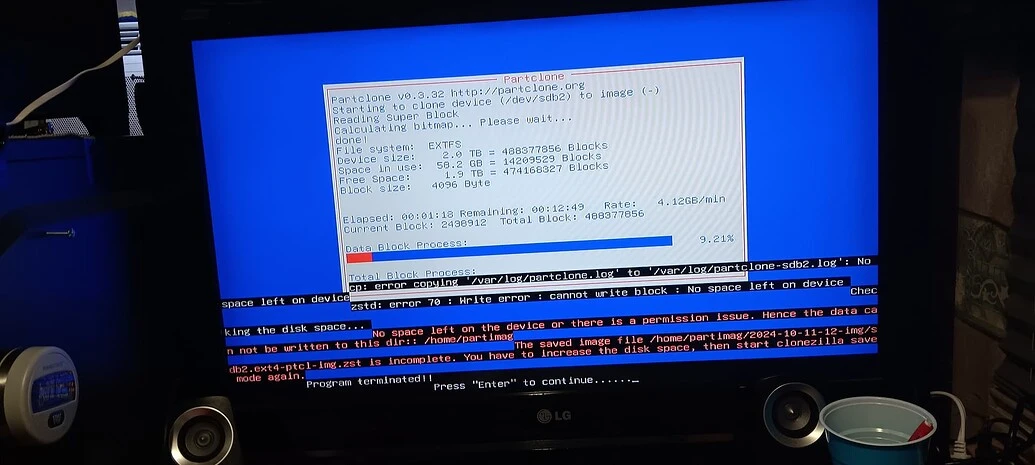 Partclone
Partclone v0.3.32 http://partclone.org
Starting to clone device (/dev/sdb2) to image (-)
Reading Super Block
Calculating bitmap... Please wait...
done!
File system:  EXTFS
Device size:    2.0 TB = 488377856 Blocks
Space in use:  58.2 GB = 14209529 Blocks
Free Space:     1.9 TB = 474168327 Blocks
Block size:   4096 Byte
Elapsed: 00:01:18 Remaining: 00:12:49   Rate:   4.12GB/min
Current Block: 2438912  Total Block: 488377856
Data Block Process:
9.21%
Total Block Process:
cp: error copying '/var/log/partclone.log' to '/var/log/partclone-sdb2.log': No
space left on device
zstd: error 70 : Write error : cannot write block : No space left on device
Chec
king the disk space...
No space left on the device or there is a permission issue. Hence the data ca
n not be written to this dir:: /home/partimag
The saved image file /home/partimag/2024-10-11-12-img/s
db2.ext4-ptcl-img.zst is incomplete. You have to increase the disk space, then start clonezilla save
mode again.
Program terminated!!
Press "Enter" to continue......_
LG